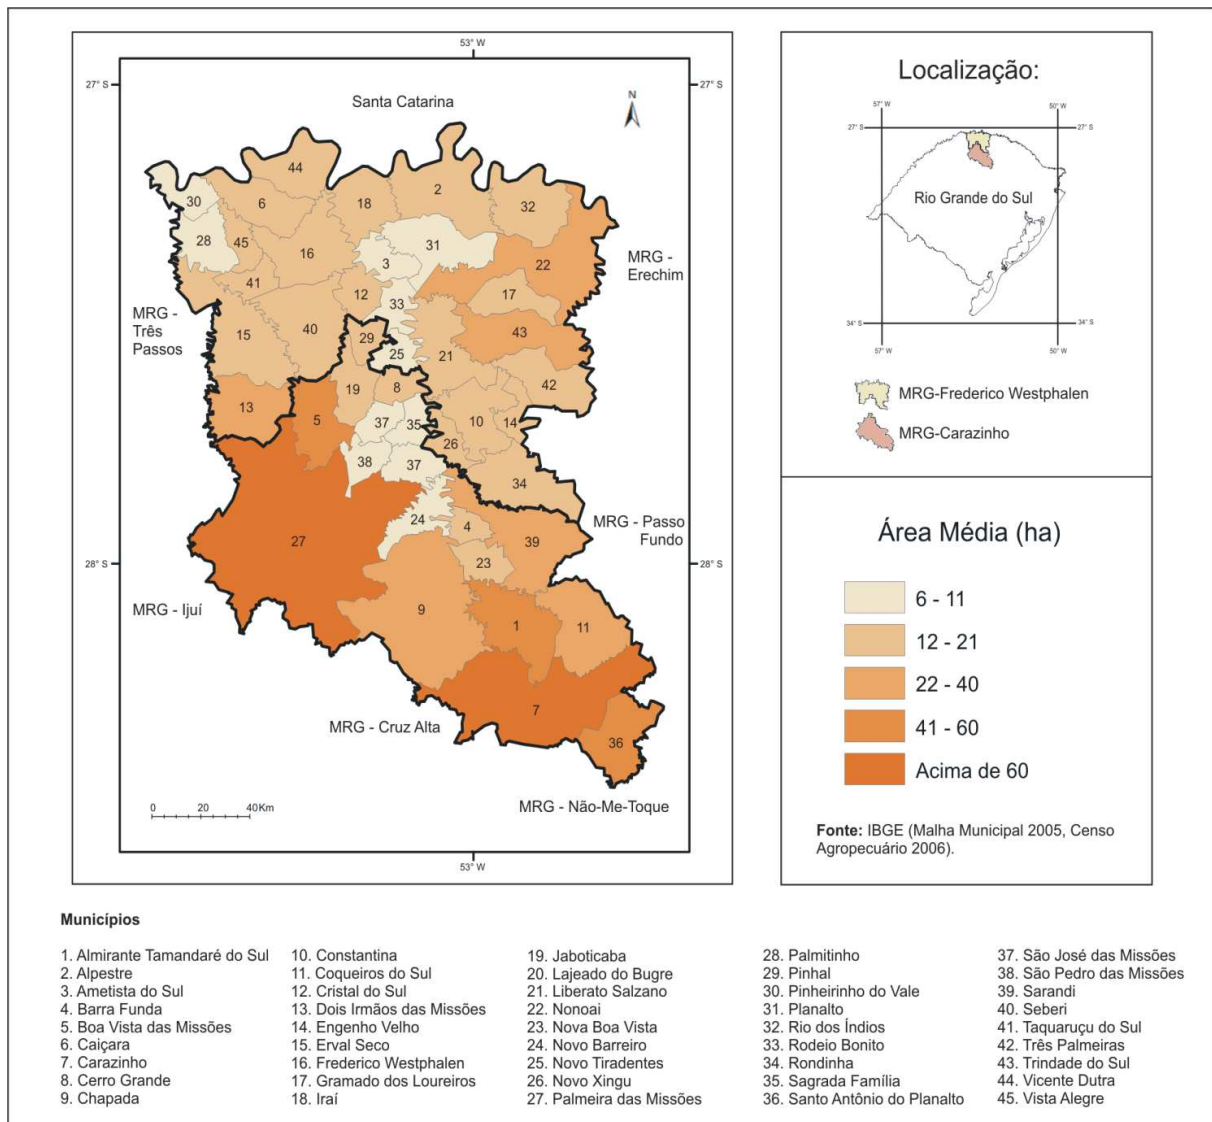 53° W
27° S
27° S
Santa Catarina
N
44
2
30
6
18
32
28
45
31
16
3
22
MRG -
Erechim
41
12
17
33
MRG -
Três
Passos
15
40
29
43
25
21
19
8
42
13
5
37
35
10
14
26
38
37
34
24
4
27
39
MRG - Passo
Fundo
23
28° S
28° S
MRG - Ijuí
9
1
11
7
MRG - Cruz Alta
36
0 20 40Km
MRG - Não-Me-Toque
53° W
Localização:
57° W
50° W
27° S
27° S
Rio Grande do Sul
34° S
34° S
57° W
50° W
MRG-Frederico Westphalen
MRG-Carazinho
Área Média (ha)
6 - 11
12 - 21
22 - 40
41 - 60
Acima de 60
Fonte: IBGE (Malha Municipal 2005, Censo
Agropecuário 2006).
Municípios
1. Almirante Tamandaré do Sul
2. Alpestre
3. Ametista do Sul
4. Barra Funda
5. Boa Vista das Missões
6. Caiçara
7. Carazinho
8. Cerro Grande
9. Chapada
10. Constantina
11. Coqueiros do Sul
12. Cristal do Sul
13. Dois Irmãos das Missões
14. Engenho Velho
15. Erval Seco
16. Frederico Westphalen
17. Gramado dos Loureiros
18. Iraí
19. Jaboticaba
20. Lajeado do Bugre
21. Liberato Salzano
22. Nonoai
23. Nova Boa Vista
24. Novo Barreiro
25. Novo Tiradentes
26. Novo Xingu
27. Palmeira das Missões
28. Palmitinho
29. Pinhal
30. Pinheirinho do Vale
31. Planalto
32. Rio dos Índios
33. Rodeio Bonito
34. Rondinha
35. Sagrada Família
36. Santo Antônio do Planalto
37. São José das Missões
38. São Pedro das Missões
39. Sarandi
40. Seberi
41. Taquaruçu do Sul
42. Três Palmeiras
43. Trindade do Sul
44. Vicente Dutra
45. Vista Alegre